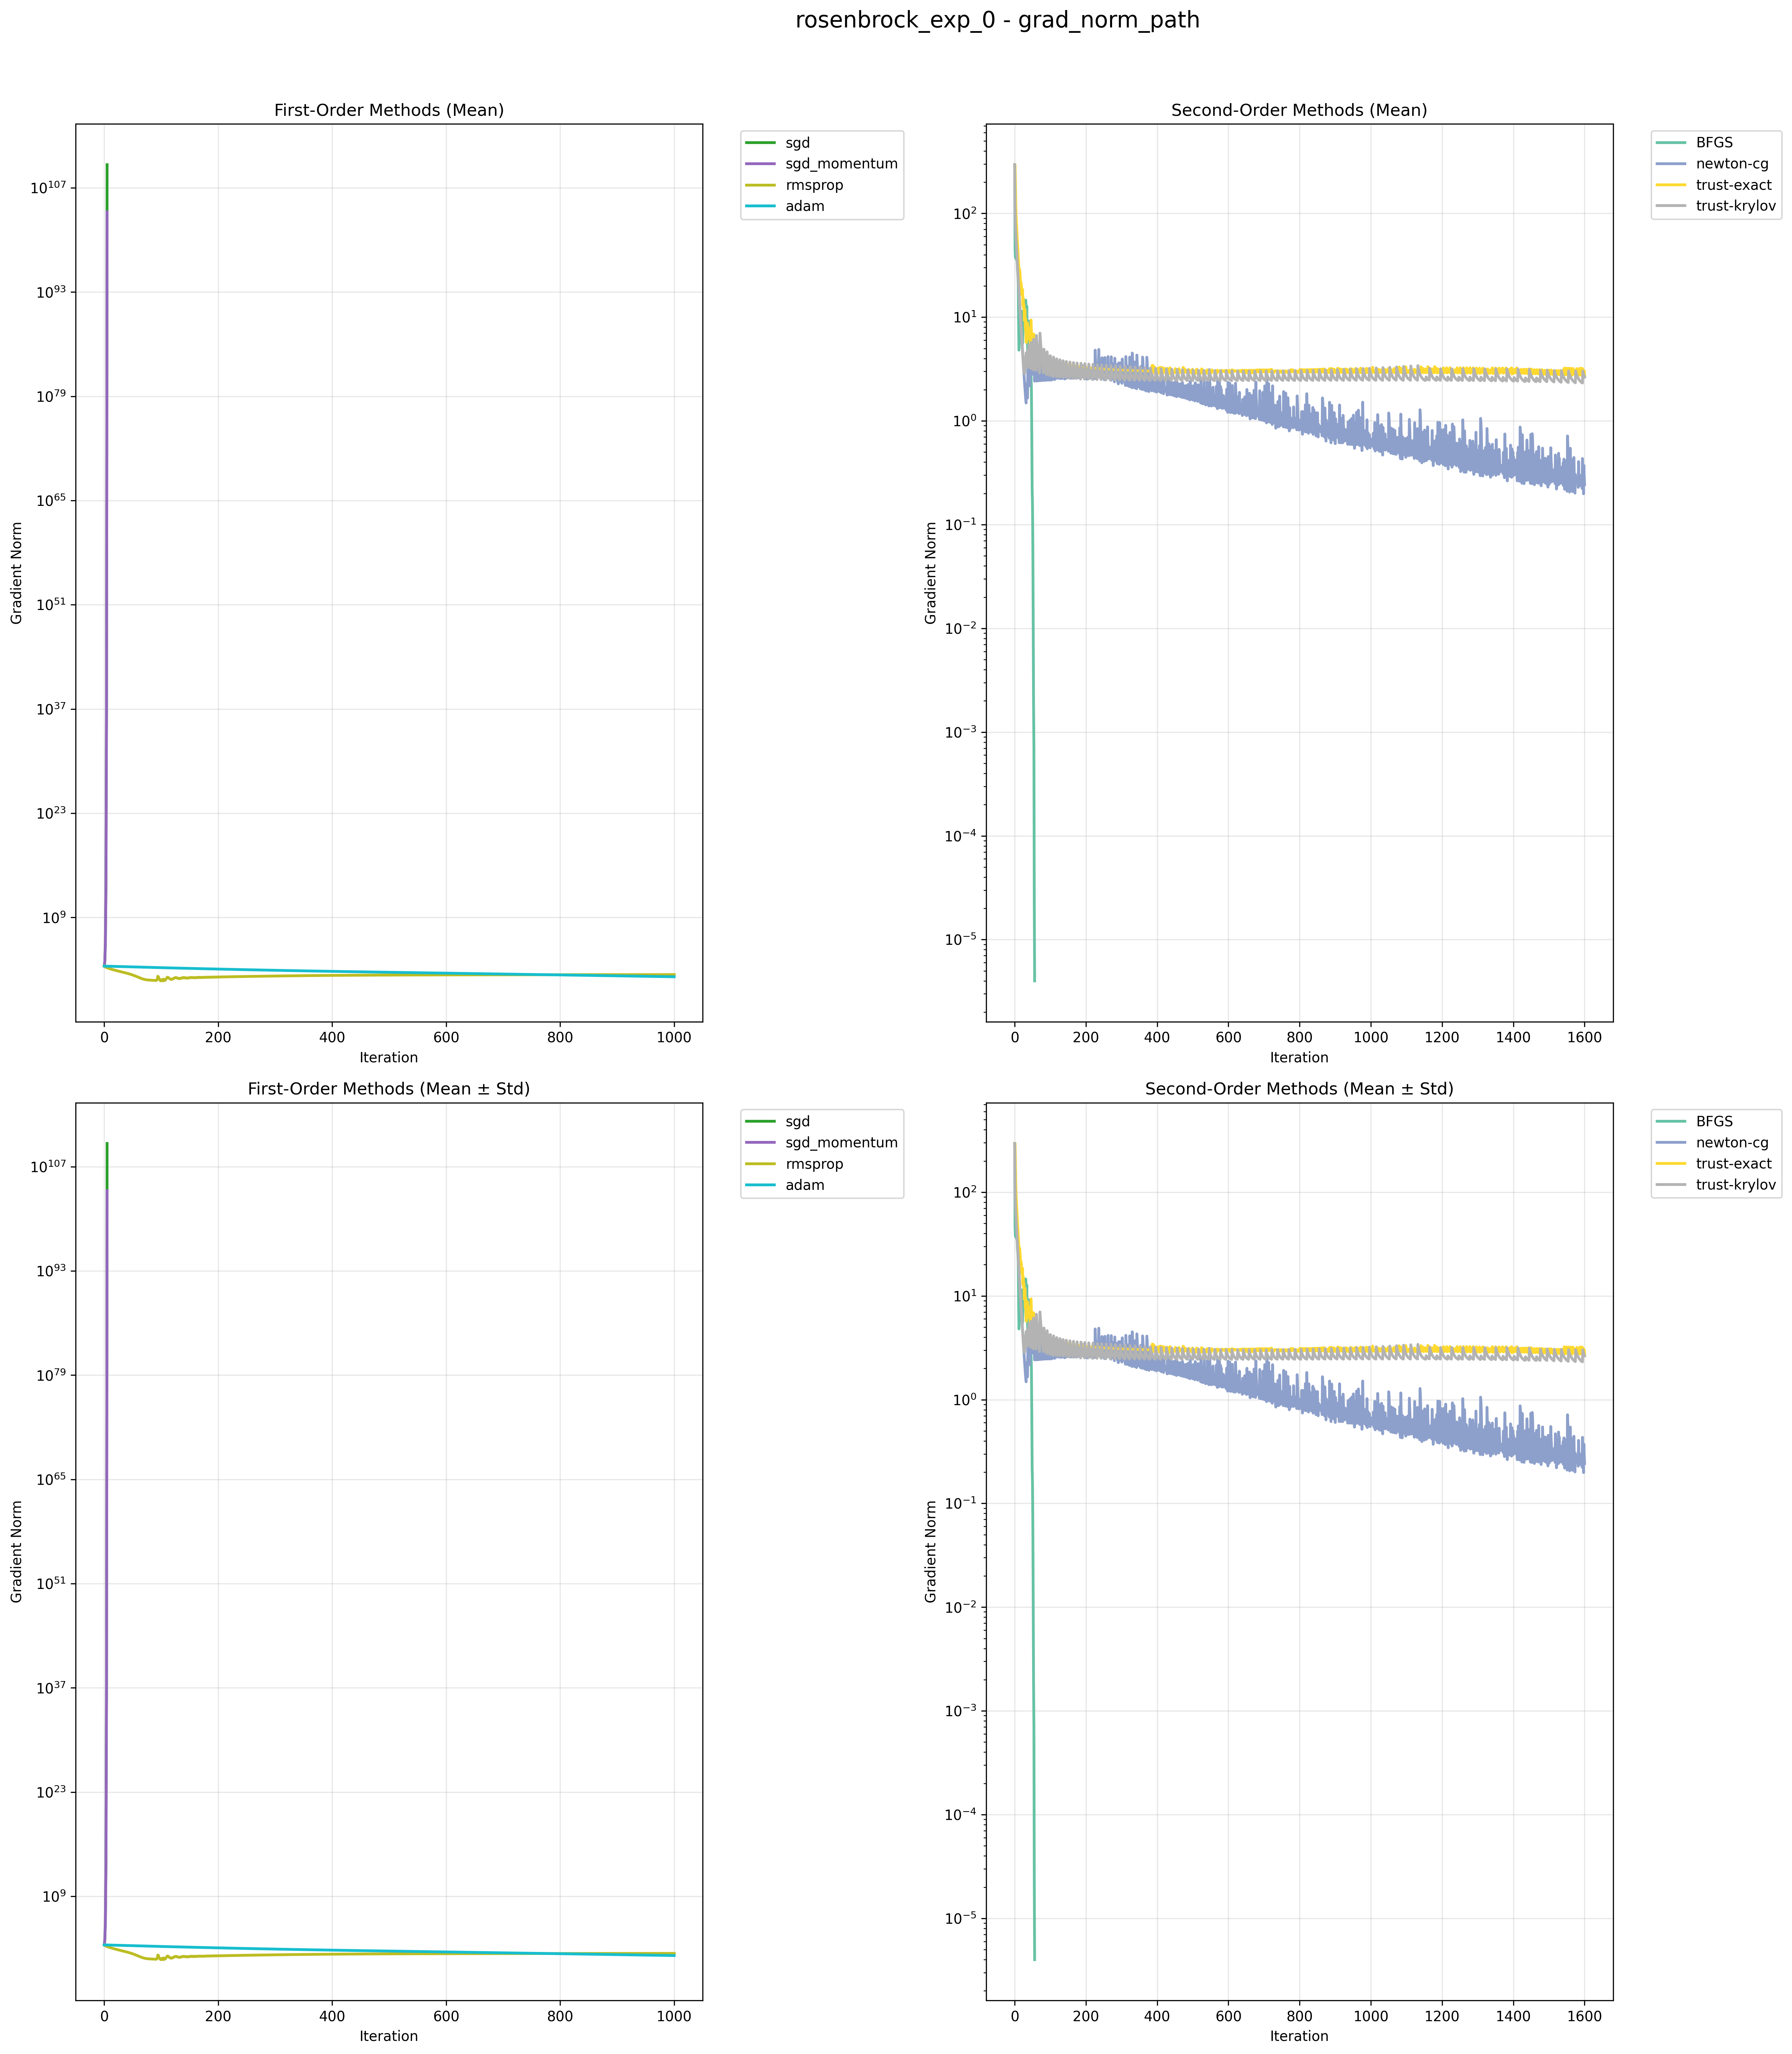 rosenbrock_exp_0 - grad_norm_path
First-Order Methods (Mean)
Gradient Norm
10^107
10^93
10^79
10^65
10^51
10^37
10^23
10^9
0 200 400 600 800 1000
Iteration
sgd
sgd_momentum
rmsprop
adam
Second-Order Methods (Mean)
Gradient Norm
10^2
10^1
10^0
10^-1
10^-2
10^-3
10^-4
10^-5
0 200 400 600 800 1000 1200 1400 1600
Iteration
BFGS
newton-cg
trust-exact
trust-krylov
First-Order Methods (Mean ± Std)
Gradient Norm
10^107
10^93
10^79
10^65
10^51
10^37
10^23
10^9
0 200 400 600 800 1000
Iteration
sgd
sgd_momentum
rmsprop
adam
Second-Order Methods (Mean ± Std)
Gradient Norm
10^2
10^1
10^0
10^-1
10^-2
10^-3
10^-4
10^-5
0 200 400 600 800 1000 1200 1400 1600
Iteration
BFGS
newton-cg
trust-exact
trust-krylov